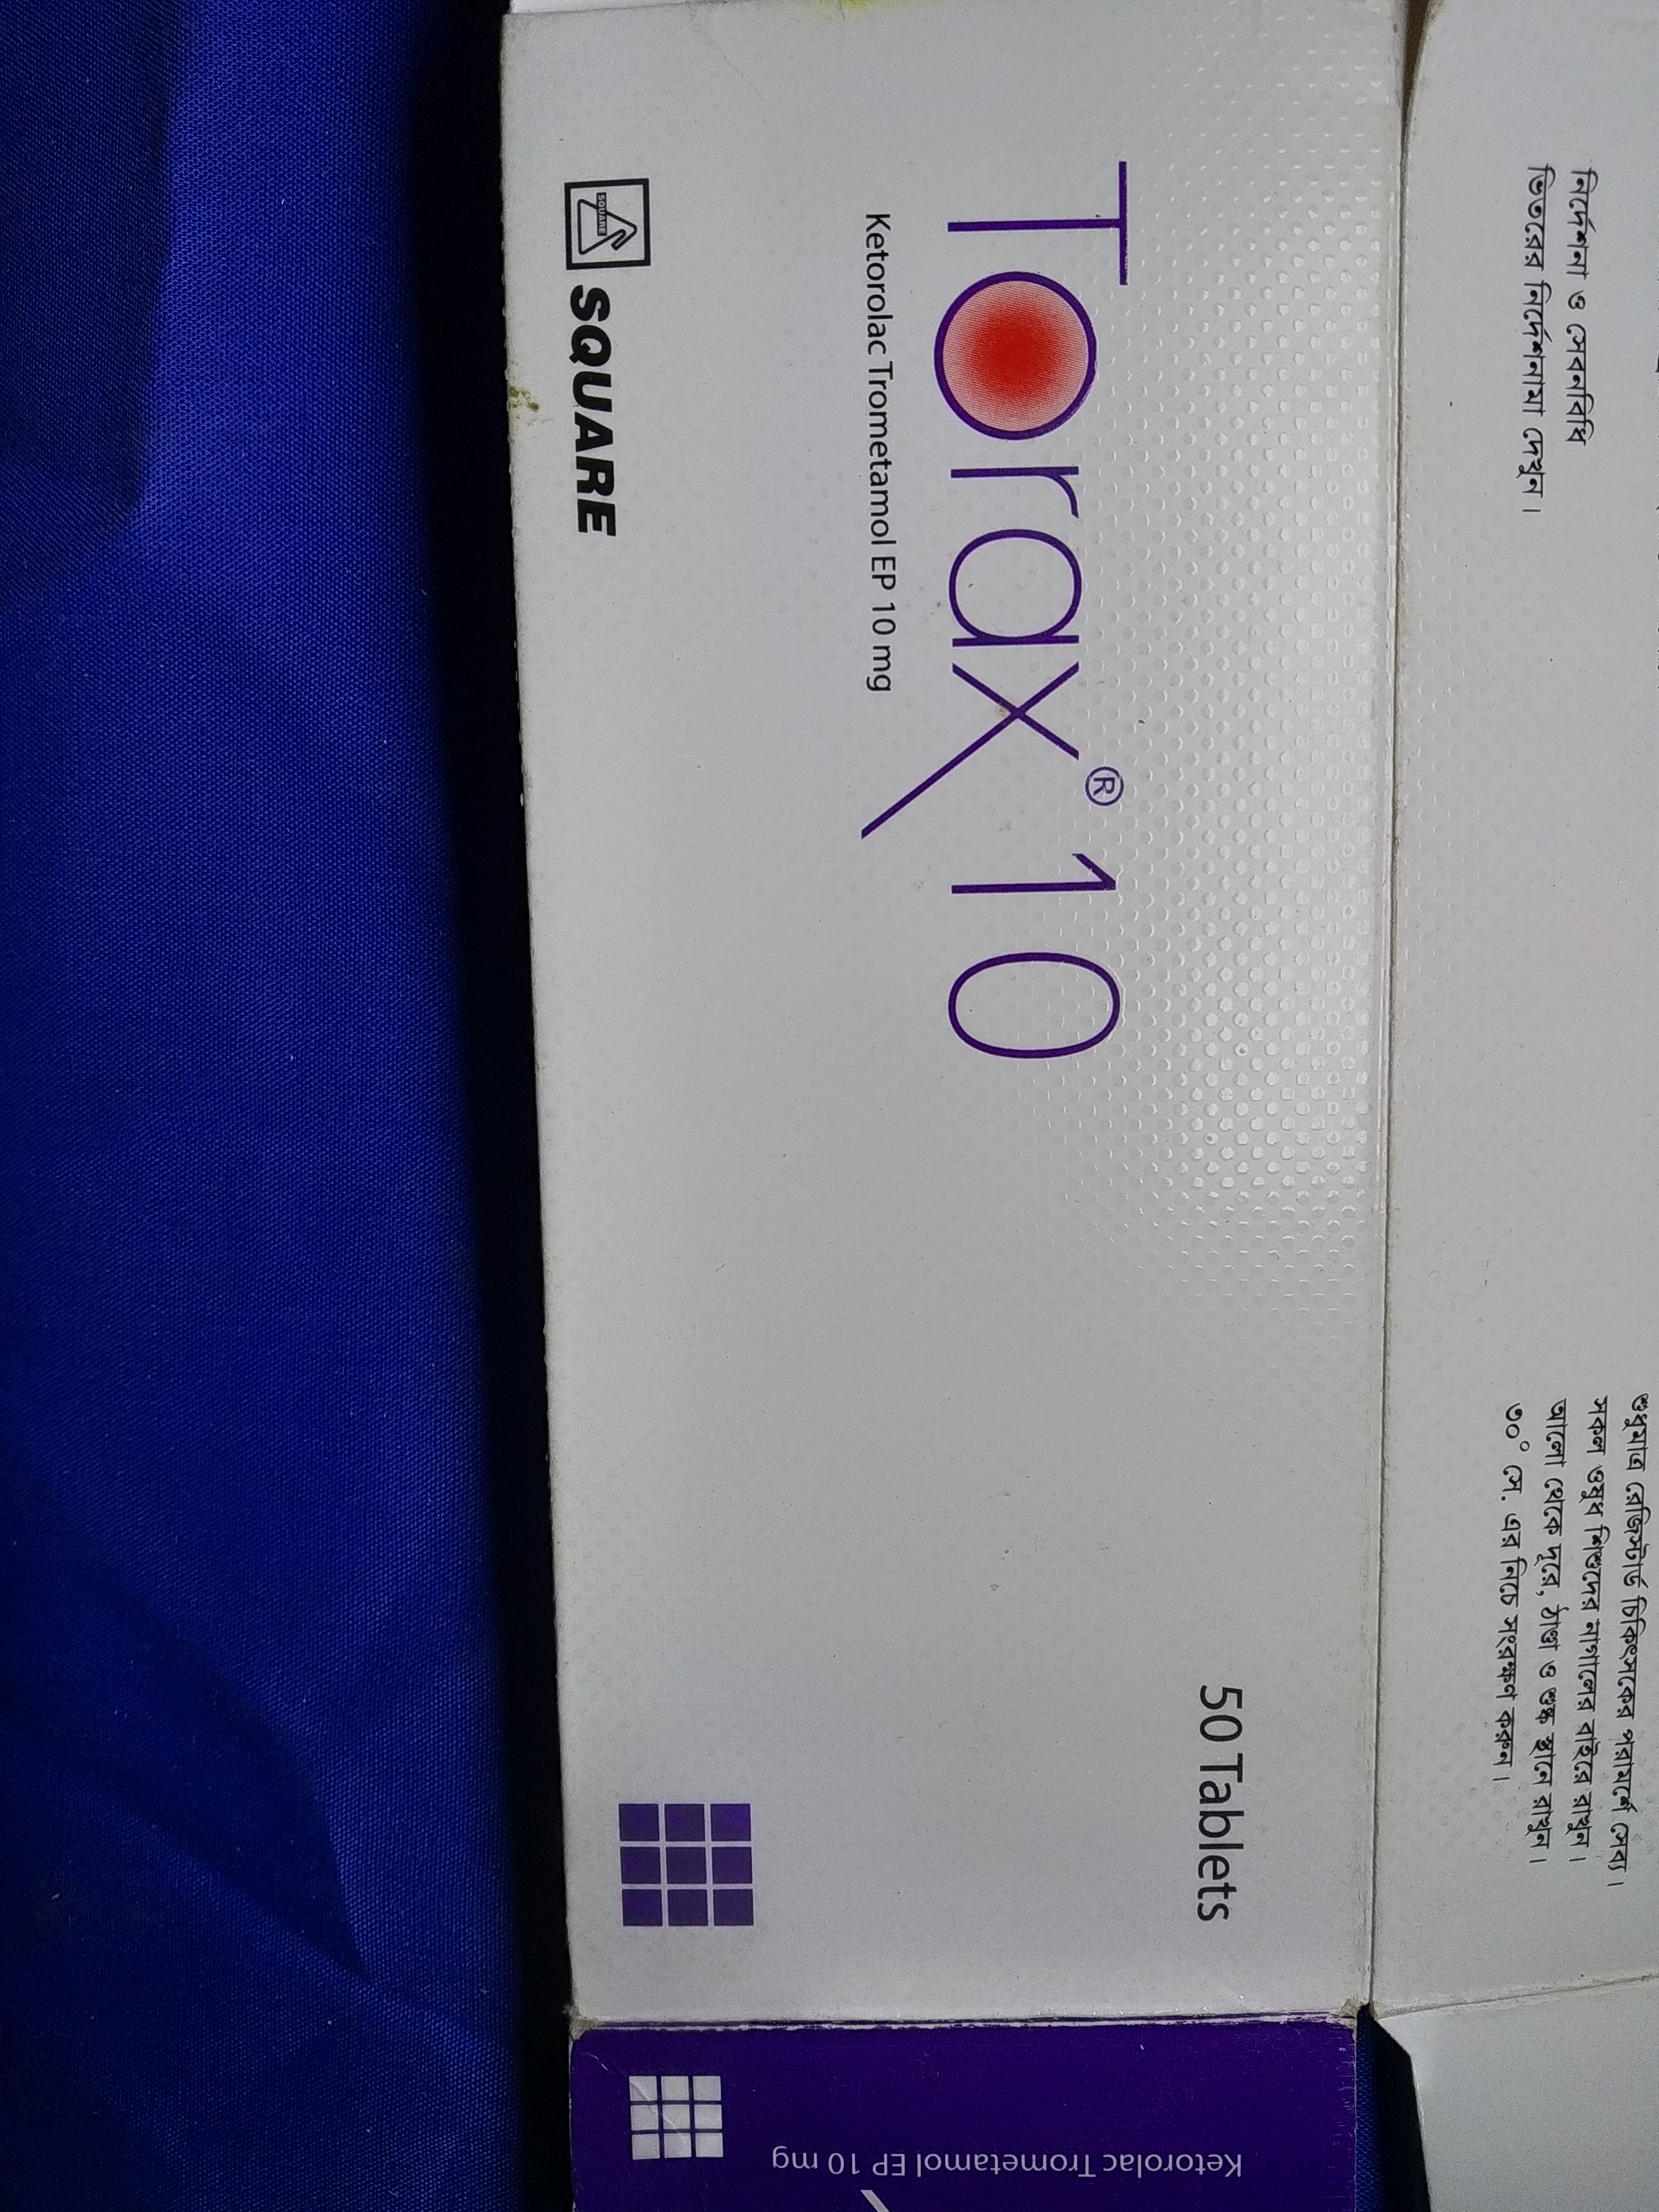 নির্দেশনা ও সেবনবিধি
ভিতরের নির্দেশনামা দেখুন।
শুধুমাত্র রেজিস্টার্ড চিকিৎসকের পরামর্শে সেব্য।
সকল ওষুধ শিশুদের নাগালের বাইরে রাখুন।
আলো থেকে দূরে, ঠাণ্ডা ও শুষ্ক স্থানে রাখুন।
৩০° সে. এর নিচে সংরক্ষণ করুন।
50 Tablets
Torax® 10
Ketorolac Trometamol EP 10 mg
SQUARE
SQUARE
Ketorolac Trometamol EP 10 mg